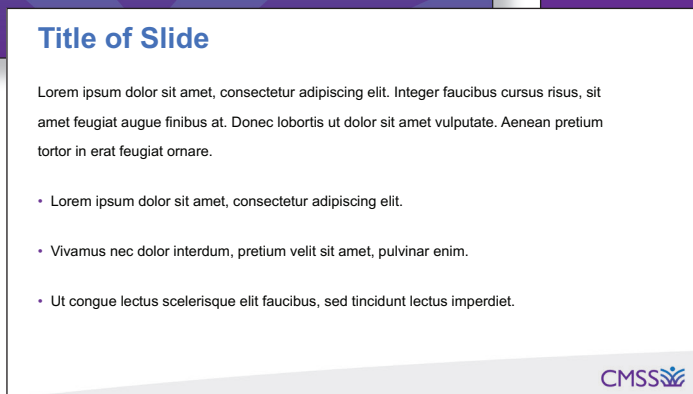 Title of Slide
Lorem ipsum dolor sit amet, consectetur adipiscing elit. Integer faucibus cursus risus, sit
amet feugiat augue finibus at. Donec lobortis ut dolor sit amet vulputate. Aenean pretium
tortor in erat feugiat ornare.
• Lorem ipsum dolor sit amet, consectetur adipiscing elit.
• Vivamus nec dolor interdum, pretium velit sit amet, pulvinar enim.
• Ut congue lectus scelerisque elit faucibus, sed tincidunt lectus imperdiet.
CMSS